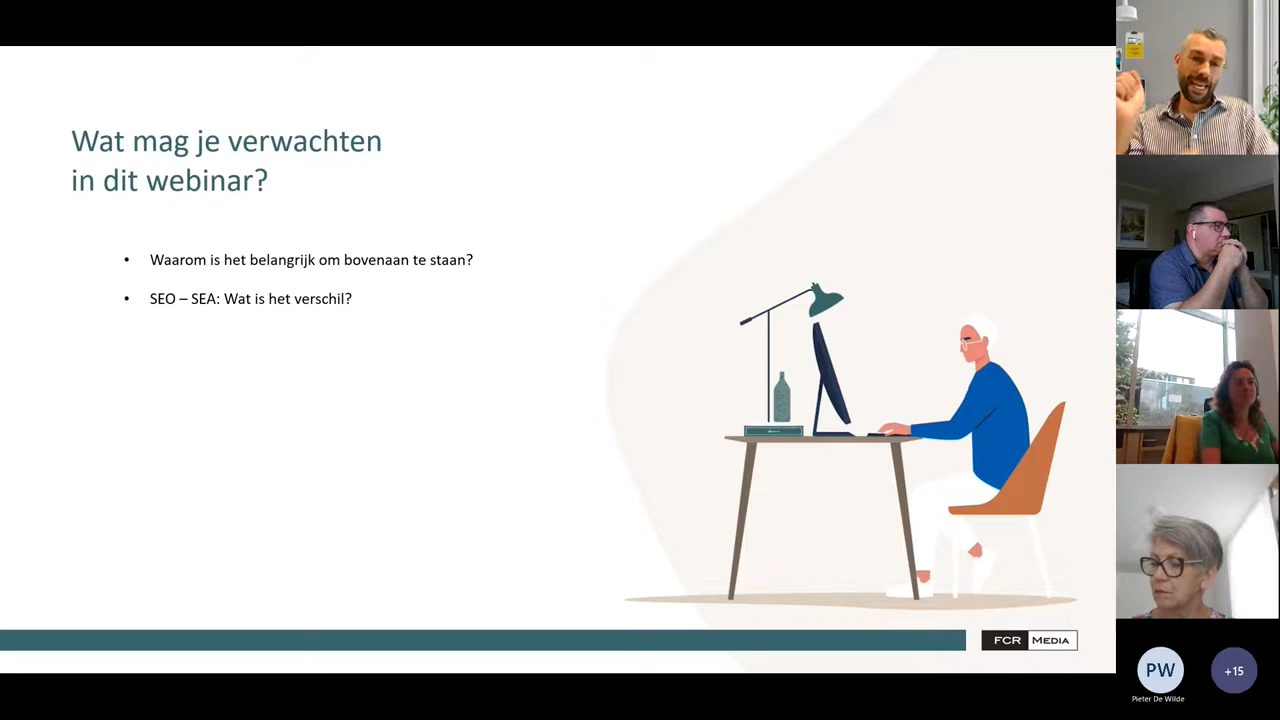 Wat mag je verwachten
in dit webinar?
• Waarom is het belangrijk om bovenaan te staan?
• SEO – SEA: Wat is het verschil?
FCR MEDIA
PW
+15
Pieter De Wilde